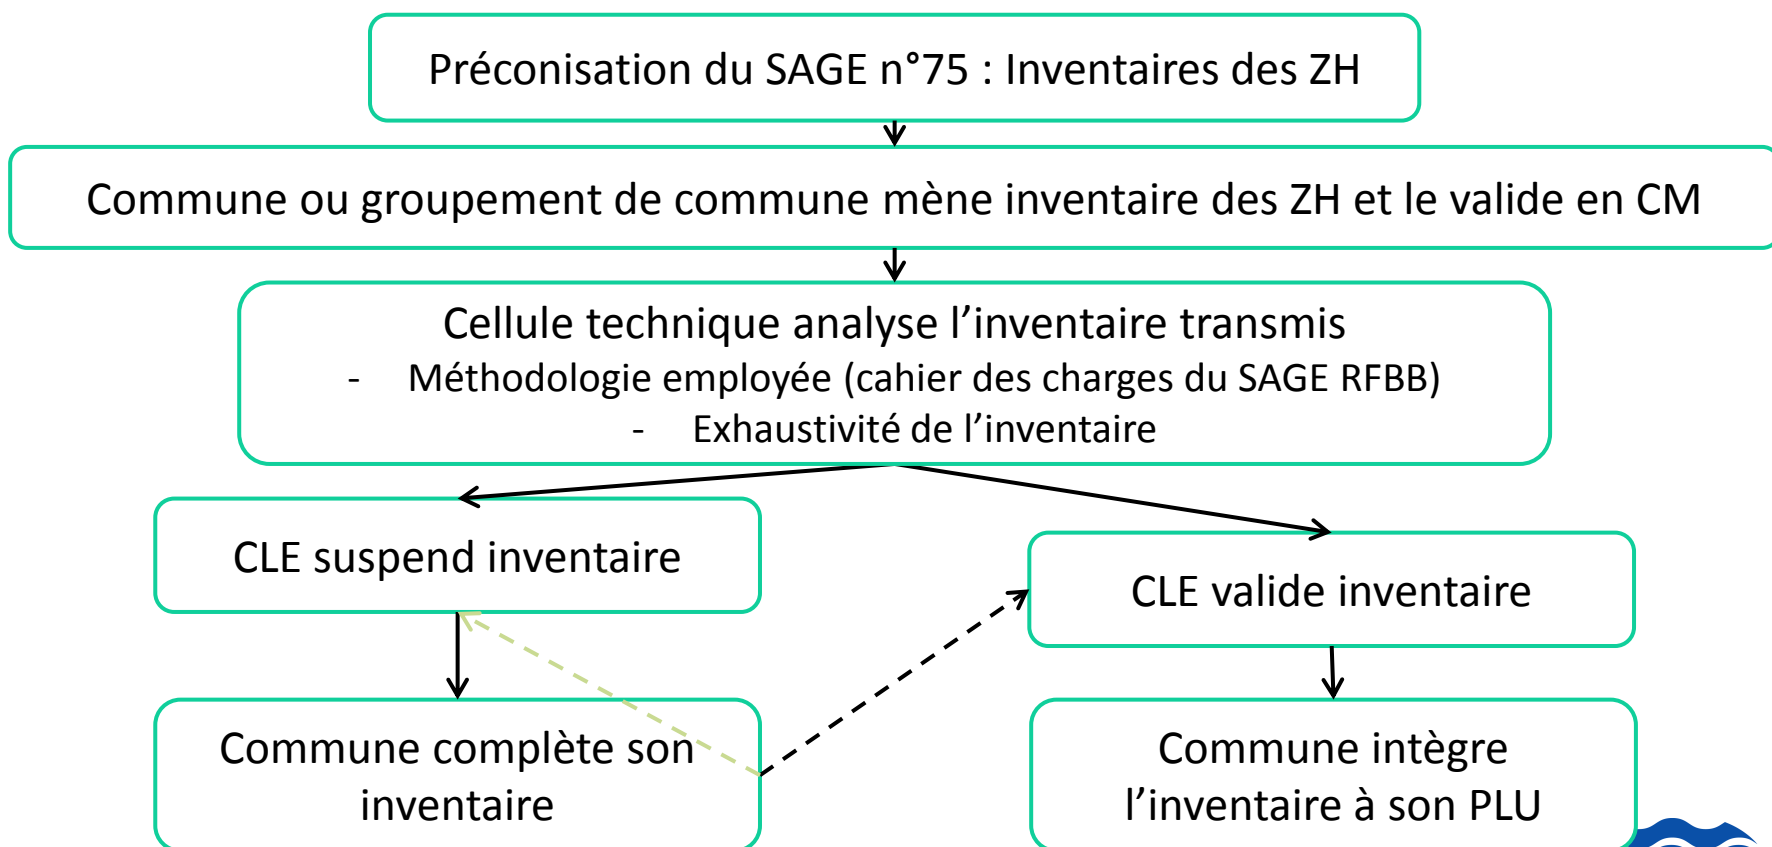 Préconisation du SAGE n°75 : Inventaires des ZH
Commune ou groupement de commune mène inventaire des ZH et le valide en CM
Cellule technique analyse l’inventaire transmis
- Méthodologie employée (cahier des charges du SAGE RFBB)
- Exhaustivité de l’inventaire
CLE suspend inventaire
CLE valide inventaire
Commune complète son
inventaire
Commune intègre
l’inventaire à son PLU